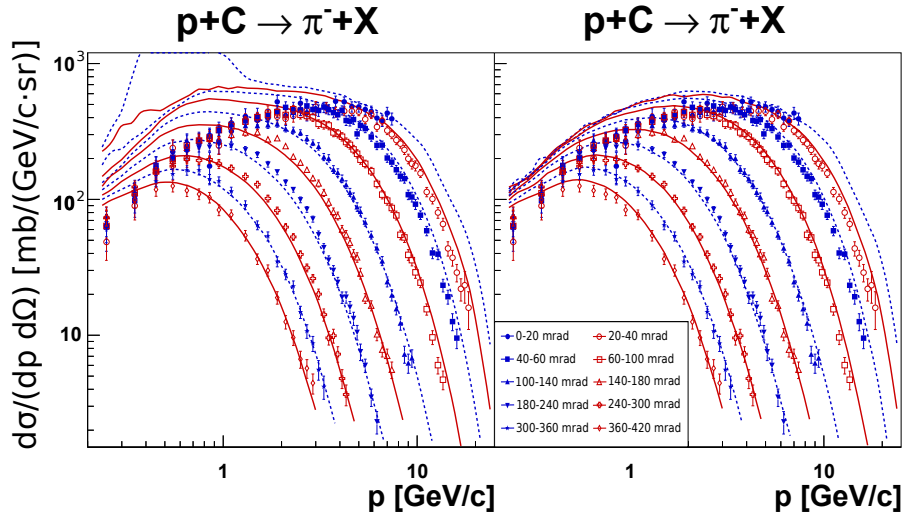 p+C → π⁻+X
p+C → π⁻+X
dσ/(dp dΩ) [mb/(GeV/c·sr)]
10³
10²
10
1
10
p [GeV/c]
0-20 mrad
20-40 mrad
40-60 mrad
60-100 mrad
100-140 mrad
140-180 mrad
180-240 mrad
240-300 mrad
300-360 mrad
360-420 mrad
1
10
p [GeV/c]